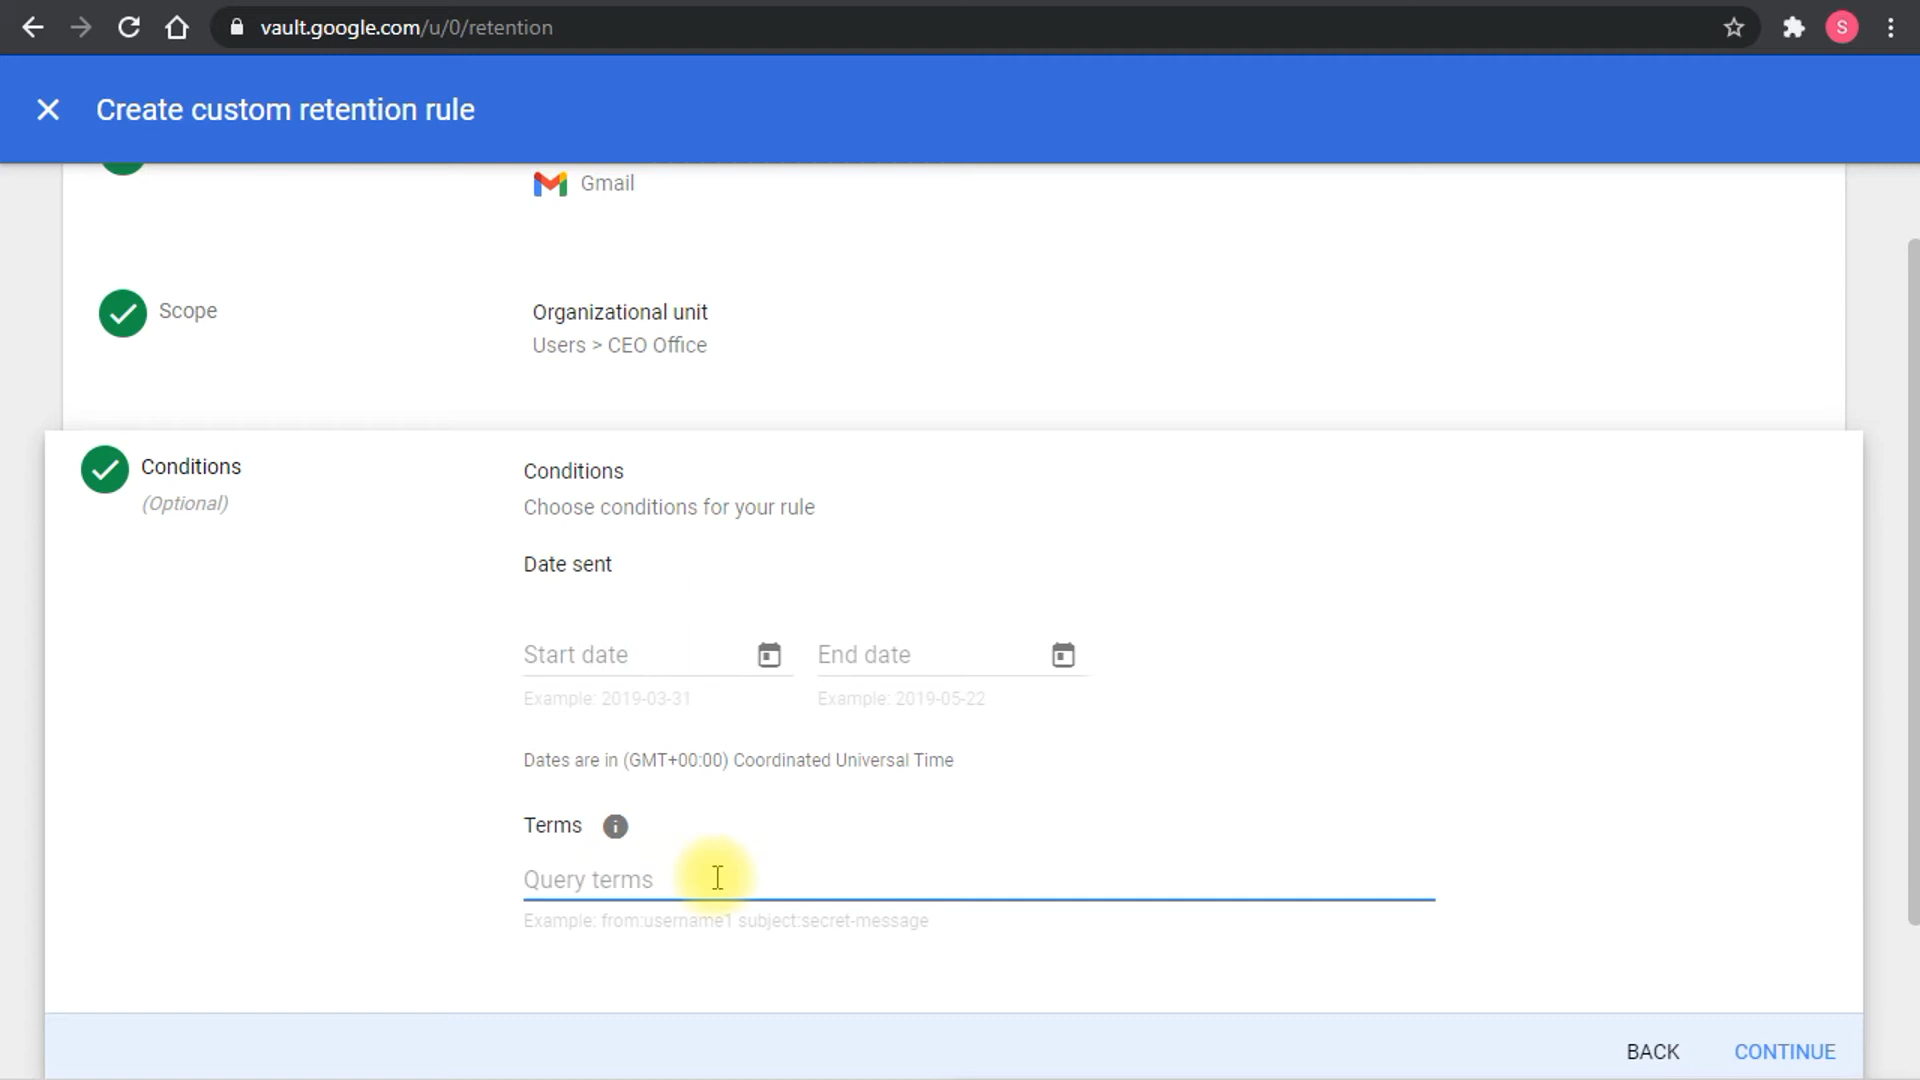 vault.google.com/u/0/retention
S
Create custom retention rule
Gmail
Scope
Organizational unit
Users > CEO Office
Conditions
(Optional)
Conditions
Choose conditions for your rule
Date sent
Start date
End date
Example: 2019-03-31
Example: 2019-05-22
Dates are in (GMT+00:00) Coordinated Universal Time
Terms
Query terms
Example: from:username1 subject:secret-message
BACK
CONTINUE